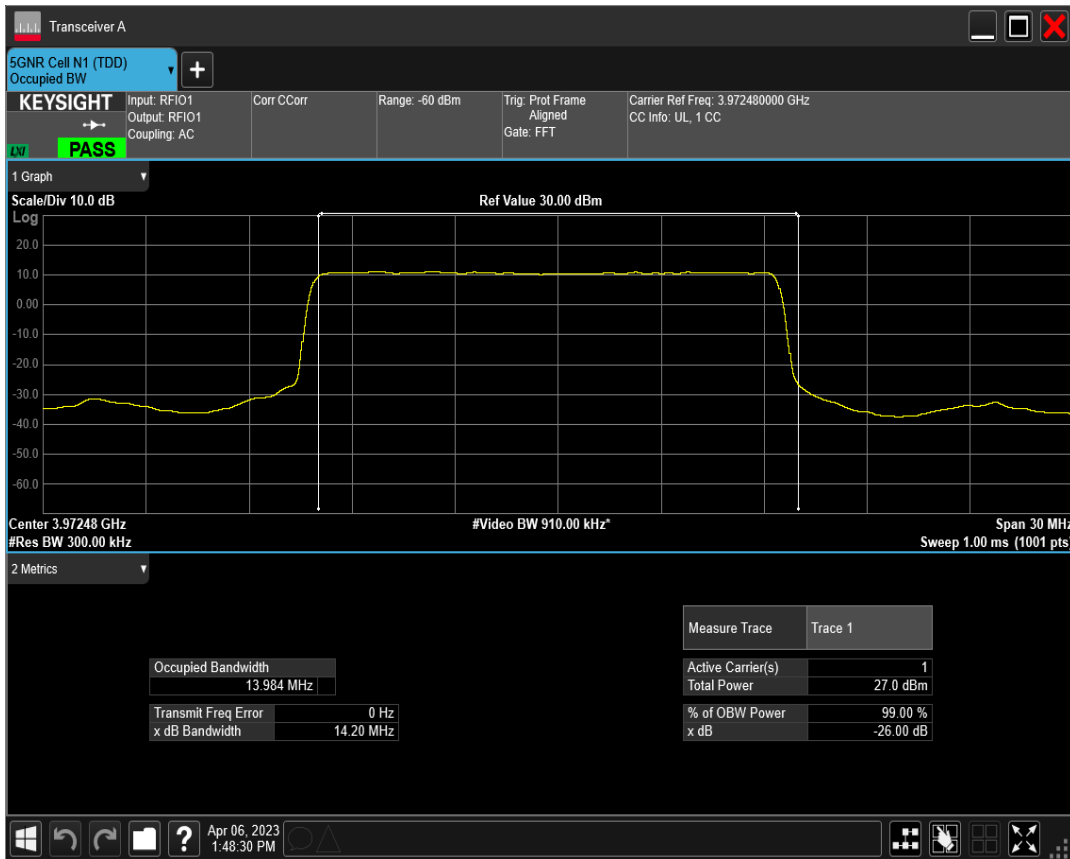 Transceiver A
5GNR Cell N1 (TDD)
Occupied BW
+
KEYSIGHT
LXI
PASS
Input: RFIO1
Output: RFIO1
Coupling: AC
Corr CCorr
Range: -60 dBm
Trig: Prot Frame
Aligned
Gate: FFT
Carrier Ref Freq: 3.972480000 GHz
CC Info: UL, 1 CC
1 Graph
Scale/Div 10.0 dB
Ref Value 30.00 dBm
Log
20.0
10.0
0.00
-10.0
-20.0
-30.0
-40.0
-50.0
-60.0
Center 3.97248 GHz
#Video BW 910.00 kHz*
Span 30 MHz
#Res BW 300.00 kHz
Sweep 1.00 ms (1001 pts)
2 Metrics
Measure Trace Trace 1
Occupied Bandwidth
13.984 MHz
Active Carrier(s) 1
Total Power 27.0 dBm
Transmit Freq Error 0 Hz
x dB Bandwidth 14.20 MHz
% of OBW Power 99.00 %
x dB -26.00 dB
?
Apr 06, 2023
1:48:30 PM